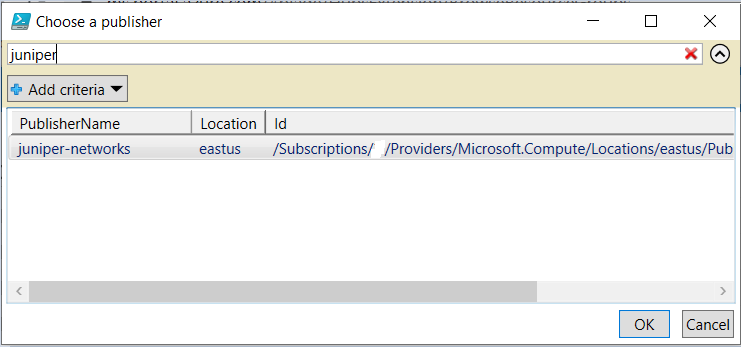 Choose a publisher
juniper
Add criteria
PublisherName Location Id
juniper-networks eastus /Subscriptions/ /Providers/Microsoft.Compute/Locations/eastus/Pub
OK Cancel